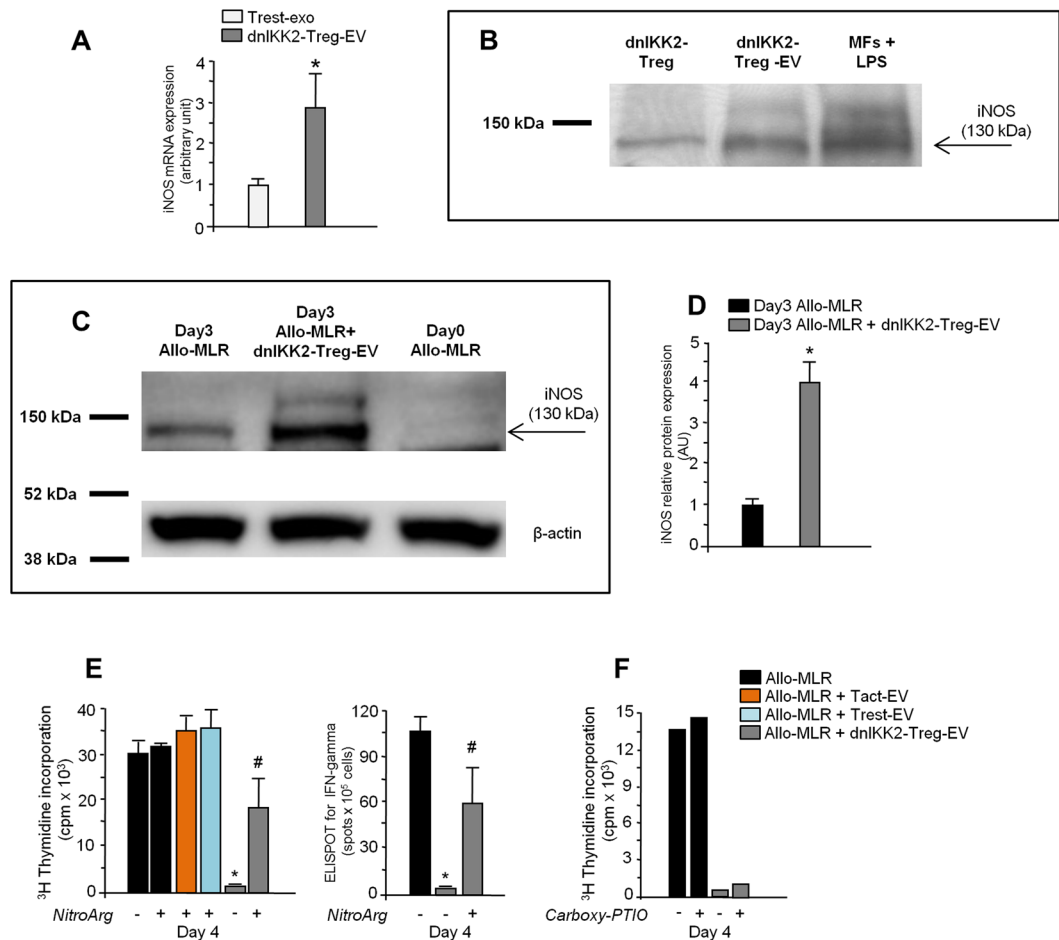 A
Trest-exo
dnIKK2-Treg-EV
iNOS mRNA expression
(arbitrary unit)
4
3
2
1
0
*
B
dnIKK2-
Treg
dnIKK2-
Treg -EV
MFs +
LPS
150 kDa
iNOS
(130 kDa)
C
Day3
Allo-MLR
Day3
Allo-MLR+
dnIKK2-Treg-EV
Day0
Allo-MLR
150 kDa
iNOS
(130 kDa)
52 kDa
38 kDa
β-actin
D
Day3 Allo-MLR
Day3 Allo-MLR + dnIKK2-Treg-EV
iNOS relative protein expression
(AU)
5
4
5
2
1
0
*
E
³H Thymidine incorporation
(cpm x 10³)
40
30
20
10
0
*
#
NitroArg - + + + - +
Day 4
ELISPOT for IFN-gamma
(spots x 10⁵ cells)
120
90
60
30
0
*
#
NitroArg - - +
Day 4
F
Allo-MLR
Allo-MLR + Tact-EV
Allo-MLR + Trest-EV
Allo-MLR + dnIKK2-Treg-EV
³H Thymidine incorporation
(cpm x 10³)
15
12
9
6
3
0
Carboxy-PTIO - + - +
Day 4